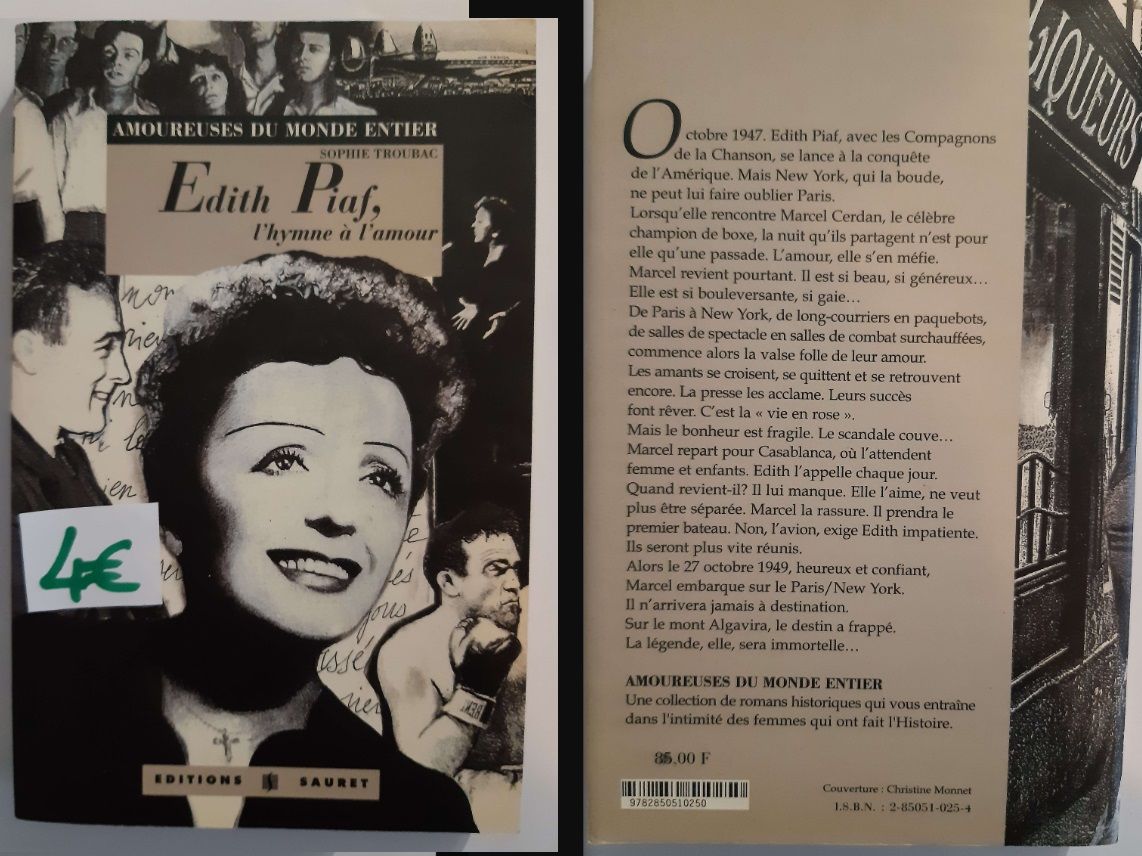 AMOUREUSES DU MONDE ENTIER
SOPHIE TROUBAC
Edith Piaf,
l'hymne à l'amour
4€
EDITIONS SAURET
Octobre 1947. Edith Piaf, avec les Compagnons
de la Chanson, se lance à la conquête
de l'Amérique. Mais New York, qui la boude,
ne peut lui faire oublier Paris.
Lorsqu'elle rencontre Marcel Cerdan, le célèbre
champion de boxe, la nuit qu'ils partagent n'est pour
elle qu'une passade. L'amour, elle s'en méfie.
Marcel revient pourtant. Il est si beau, si généreux…
Elle est si bouleversante, si gaie…
De Paris à New York, de long-courriers en paquebots,
de salles de spectacle en salles de combat surchauffées,
commence alors la valse folle de leur amour.
Les amants se croisent, se quittent et se retrouvent
encore. La presse les acclame. Leurs succès
font rêver. C'est la « vie en rose ».
Mais le bonheur est fragile. Le scandale couve…
Marcel repart pour Casablanca, où l'attendent
femme et enfants. Edith l'appelle chaque jour.
Quand revient-il? Il lui manque. Elle l'aime, ne veut
plus être séparée. Marcel la rassure. Il prendra le
premier bateau. Non, l'avion, exige Edith impatiente.
Ils seront plus vite réunis.
Alors le 27 octobre 1949, heureux et confiant,
Marcel embarque sur le Paris/New York.
Il n'arrivera jamais à destination.
Sur le mont Algavira, le destin a frappé.
La légende, elle, sera immortelle…
AMOUREUSES DU MONDE ENTIER
Une collection de romans historiques qui vous entraîne
dans l'intimité des femmes qui ont fait l'Histoire.
85.00 F
9782850510250
Couverture : Christine Monnet
I.S.B.N. : 2-85051-025-4
IQUEURS